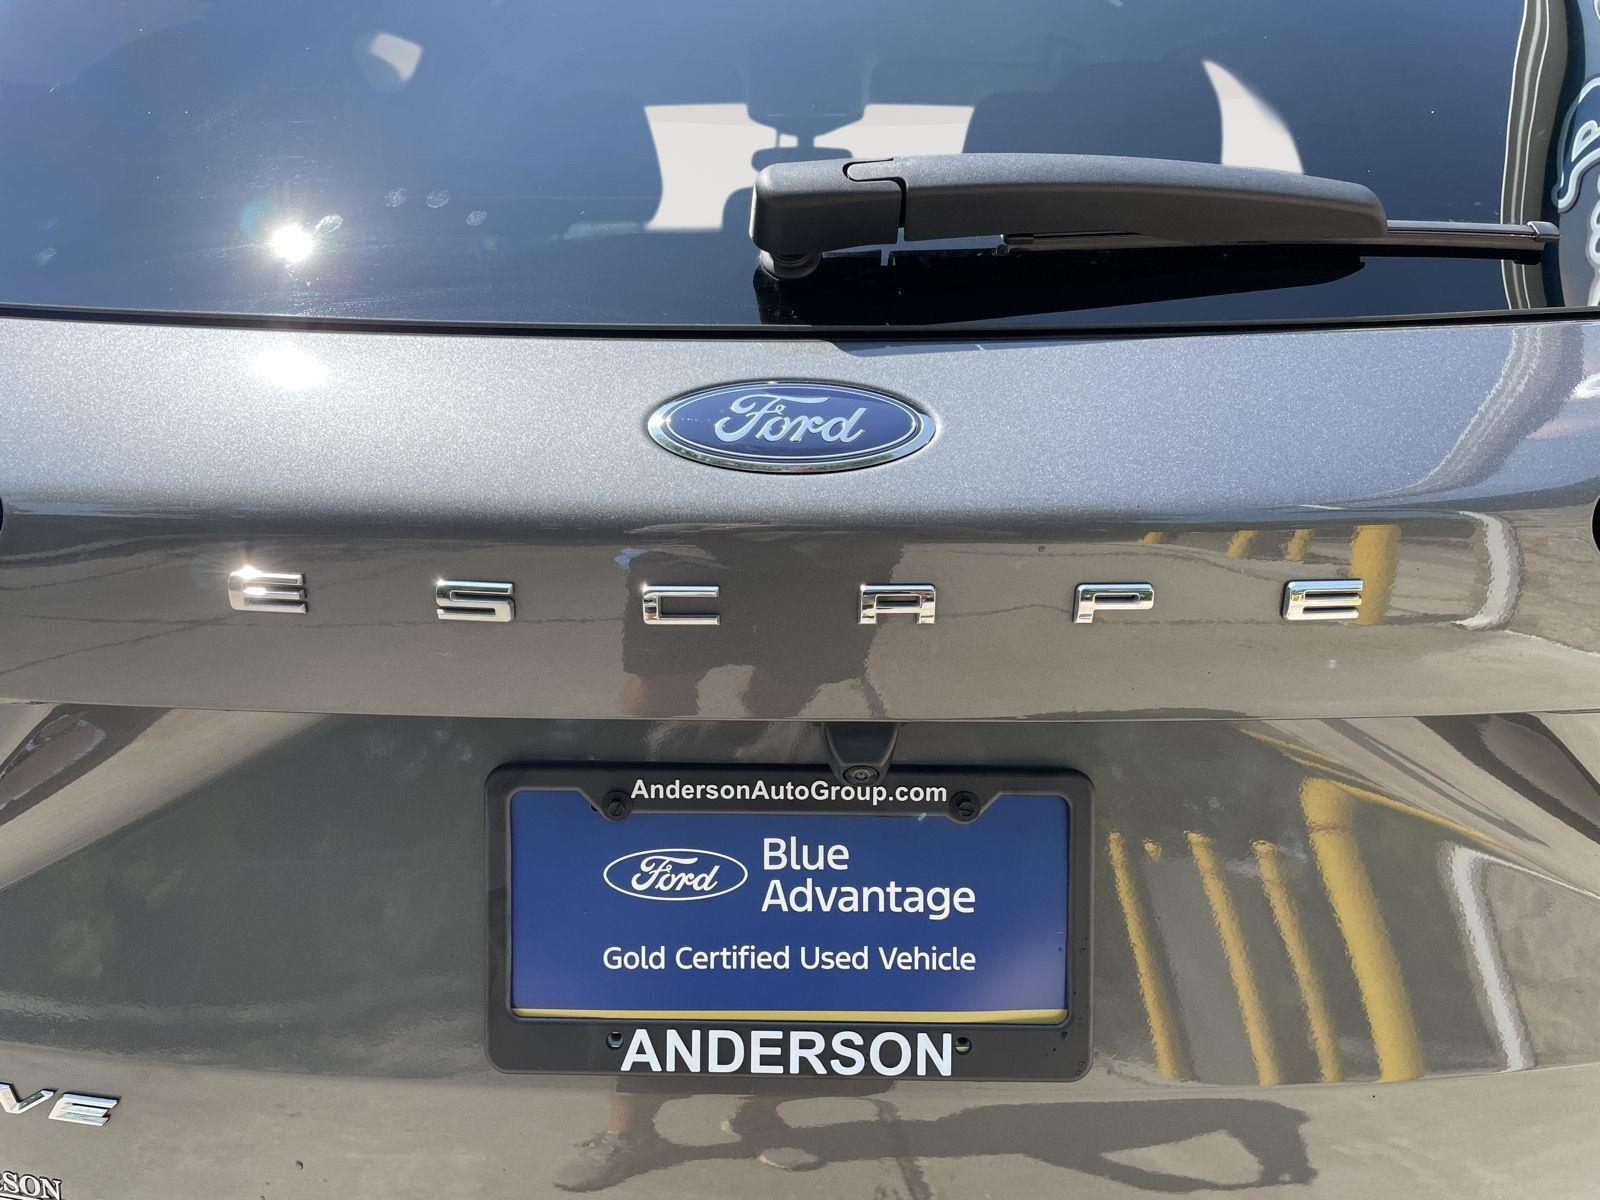 Ford
ESCAPE
AndersonAutoGroup.com
Ford
Blue
Advantage
Gold Certified Used Vehicle
ANDERSON